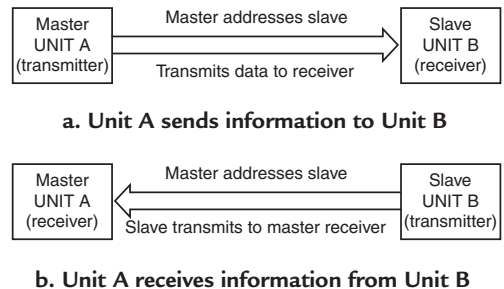 Master addresses slave
Master
UNIT A
(transmitter)
Slave
UNIT B
(receiver)
Transmits data to receiver
a. Unit A sends information to Unit B
Master addresses slave
Master
UNIT A
(receiver)
Slave
UNIT B
(transmitter)
Slave transmits to master receiver
b. Unit A receives information from Unit B